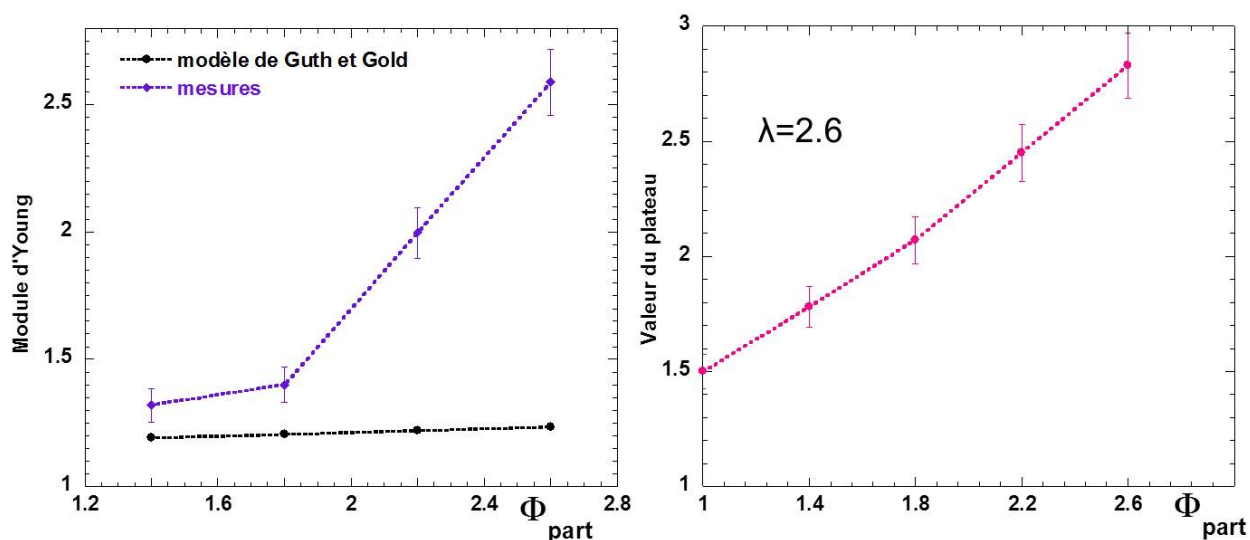 modèle de Guth et Gold
mesures
Module d'Young
2.5
2
1.5
1
1.2
1.6
2
2.4
2.8
Φ
part
λ=2.6
Valeur du plateau
3
2.5
2
1.5
1
1
1.4
1.8
2.2
2.6
Φ
part